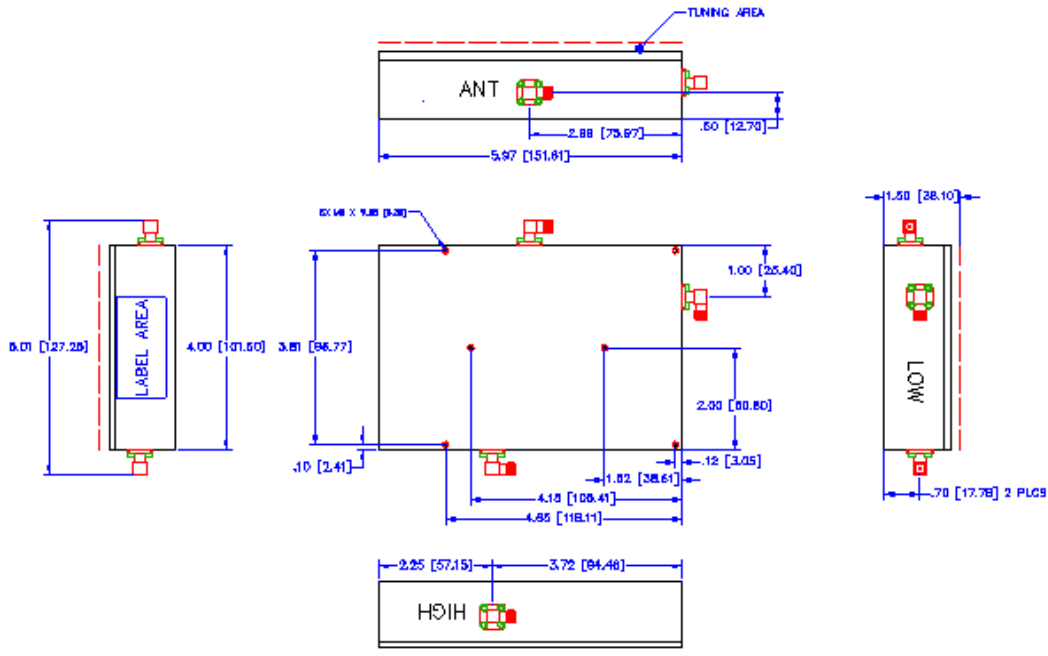 TUNING AREA
ANT
.50 [12.70]
2.99 [75.97]
5.97 [151.61]
1.50 [38.10]
1.00 [25.40]
5.01 [127.25]
LABEL AREA
4.00 [101.60]
3.81 [96.77]
LOW
2.00 [50.80]
.10 [2.41]
.12 [3.05]
1.52 [38.61]
4.15 [105.41]
4.65 [118.11]
.70 [17.78] 2 PLCS
2.25 [57.15]
3.72 [94.46]
HIGH